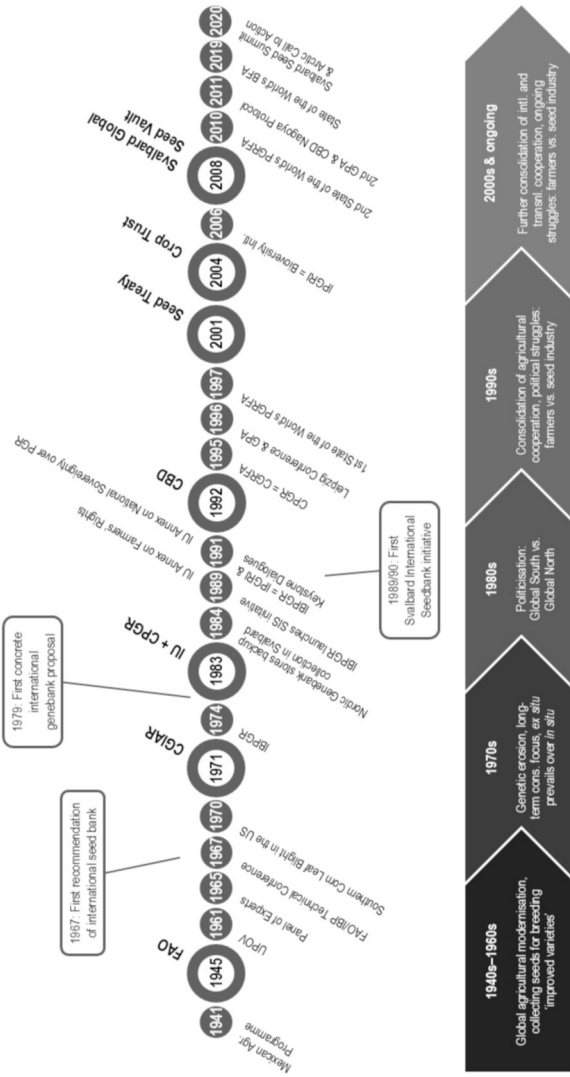 1967: First recommendation
of international seed bank
1979: First concrete
international
genebank proposal
FAO
CGIAR
IU + CPGR
IU Annex on Farmers' Rights
IU Annex on National Sovereignty over PGR
CBD
Seed Treaty
Crop Trust
Svalbard Global
Seed Vault
1941
1945
1961
1965
1967
1970
1971
1974
1983
1984
1989
1991
1992
1995
1996
1997
2001
2004
2006
2008
2010
2011
2019
2020
Mexican Agr.
Programme
UPOV
Panel of Experts
FAO/IBP Technical Conference
Southern Corn Leaf Blight in the US
IBPGR
Nordic Genebank stores backup
collection in Svalbard
IBPGR launches SIS iniative
IBPGR = IPGRI &
Keystone Dialogues
CPGR = CGRFA
Leipzig Conference & GPA
1st State of the World's PGRFA
IPGRI = Bioversity Intl.
2nd State of the World's PGRFA
2nd GPA & CBD Nagoya Protocol
State of the World's BFA
Svalbard Seed Summit
& Arctic Call to Action
1989/90: First
Svalbard International
Seedbank initiative
1940s–1960s
Global agricultural modernisation,
collecting seeds for breeding
'improved varieties'
1970s
Genetic erosion, long-
term cons. focus, ex situ
prevails over in situ
1980s
Politicisation:
Global South vs.
Global North
1990s
Consolidation of agricultural
cooperation, political struggles:
farmers vs. seed industry
2000s & ongoing
Further consolidation of intl. and
transnl. cooperation, ongoing
struggles: farmers vs. seed industry